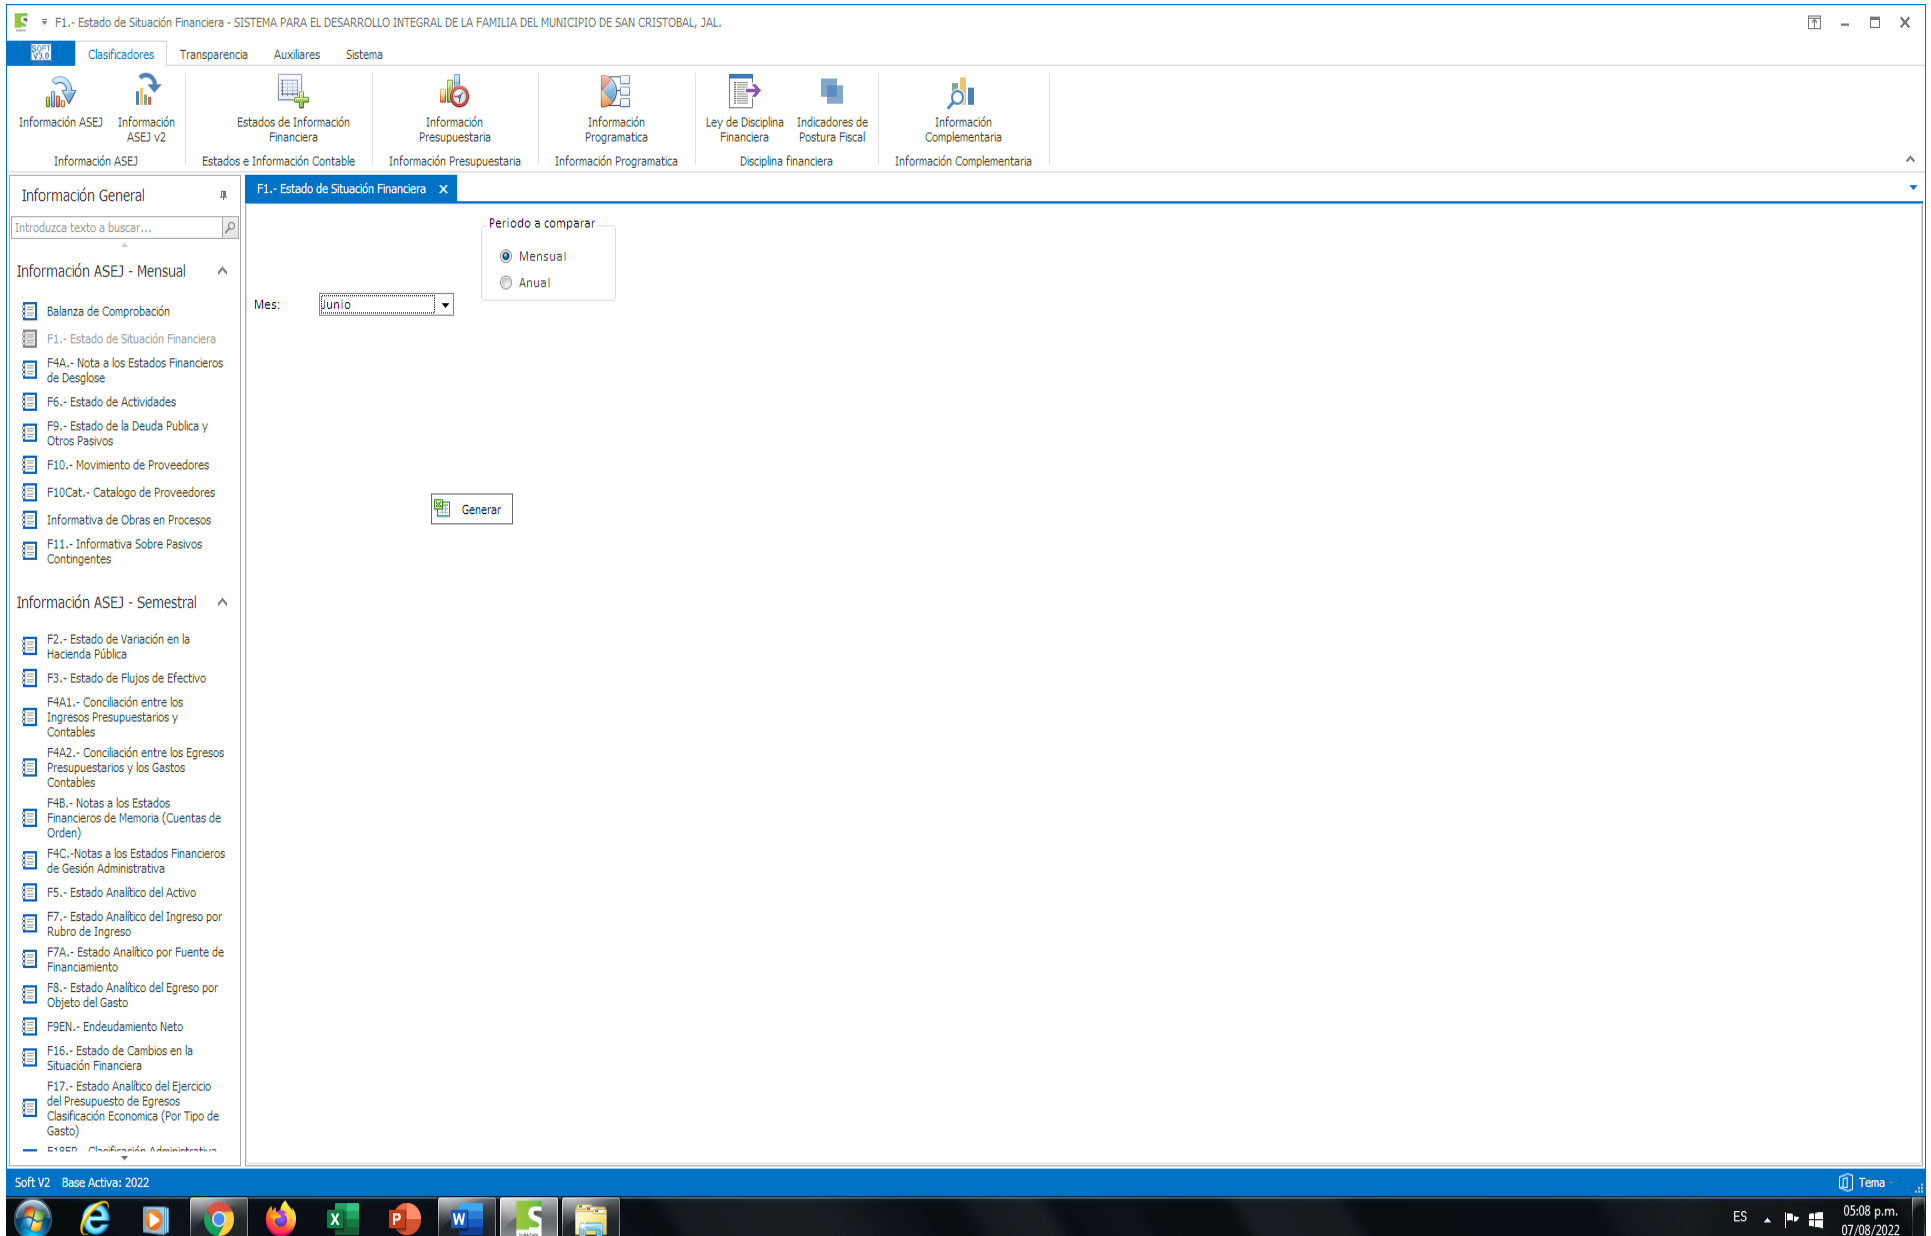 F1.- Estado de Situación Financiera - SISTEMA PARA EL DESARROLLO INTEGRAL DE LA FAMILIA DEL MUNICIPIO DE SAN CRISTOBAL, JAL.
SOFT
V3.0
Clasificadores
Transparencia
Auxiliares
Sistema
Información ASEJ
Información
ASEJ v2
Información ASEJ
Estados de Información
Financiera
Estados e Información Contable
Información
Presupuestaria
Información Presupuestaria
Información
Programatica
Información Programatica
Ley de Disciplina
Financiera
Indicadores de
Postura Fiscal
Disciplina financiera
Información
Complementaria
Información Complementaria
Información General
Introduzca texto a buscar...
Información ASEJ - Mensual
Balanza de Comprobación
F1.- Estado de Situación Financiera
F4A.- Nota a los Estados Financieros
de Desglose
F6.- Estado de Actividades
F9.- Estado de la Deuda Publica y
Otros Pasivos
F10.- Movimiento de Proveedores
F10Cat.- Catalogo de Proveedores
Informativa de Obras en Procesos
F11.- Informativa Sobre Pasivos
Contingentes
Información ASEJ - Semestral
F2.- Estado de Variación en la
Hacienda Pública
F3.- Estado de Flujos de Efectivo
F4A1.- Conciliación entre los
Ingresos Presupuestarios y
Contables
F4A2.- Conciliación entre los Egresos
Presupuestarios y los Gastos
Contables
F4B.- Notas a los Estados
Financieros de Memoria (Cuentas de
Orden)
F4C.-Notas a los Estados Financieros
de Gesión Administrativa
F5.- Estado Analítico del Activo
F7.- Estado Analítico del Ingreso por
Rubro de Ingreso
F7A.- Estado Analítico por Fuente de
Financiamiento
F8.- Estado Analítico del Egreso por
Objeto del Gasto
F9EN.- Endeudamiento Neto
F16.- Estado de Cambios en la
Situación Financiera
F17.- Estado Analítico del Ejercicio
del Presupuesto de Egresos
Clasificación Economica (Por Tipo de
Gasto)
F18EP.- Clasificación Administrativa
F1.- Estado de Situación Financiera
Periodo a comparar
Mensual
Anual
Mes:
Junio
Generar
Soft V2 Base Activa: 2022
Tema
ES
05:08 p.m.
07/08/2022